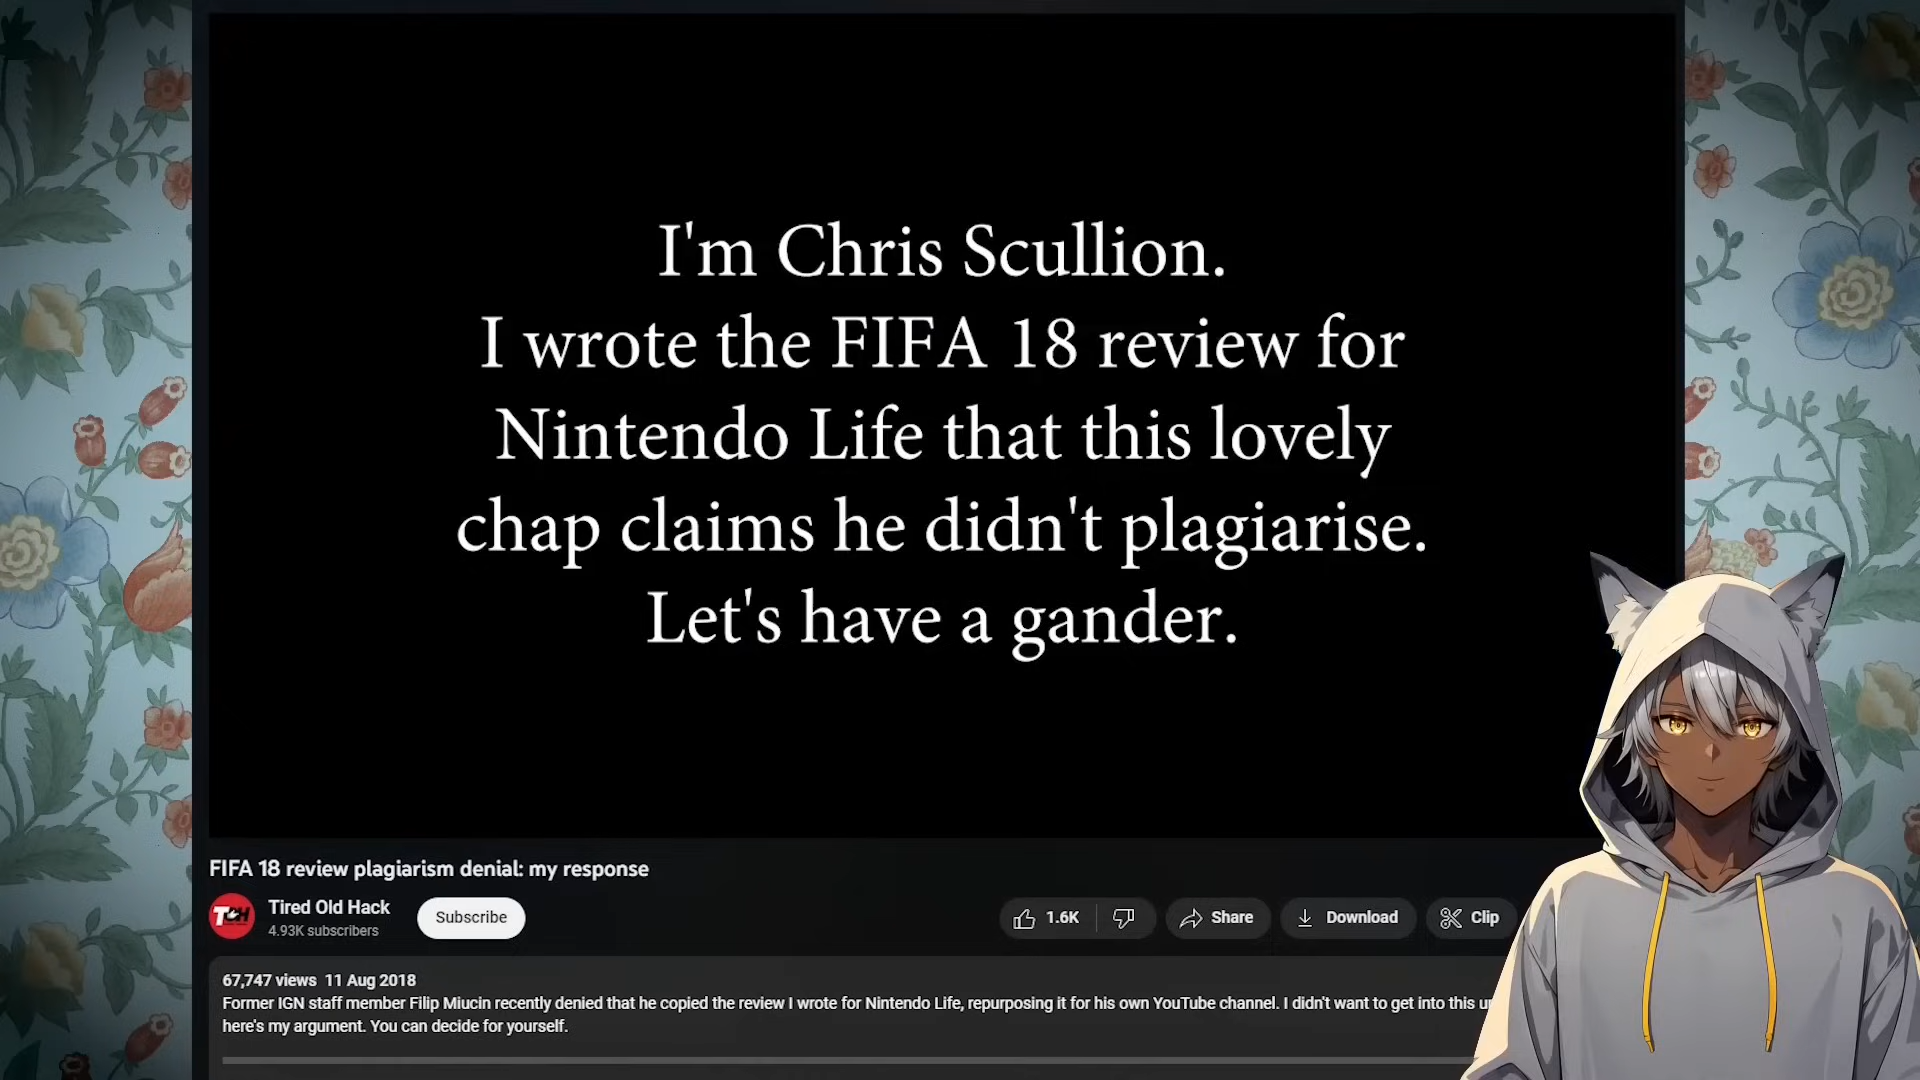 I'm Chris Scullion.
I wrote the FIFA 18 review for
Nintendo Life that this lovely
chap claims he didn't plagiarise.
Let's have a gander.
FIFA 18 review plagiarism denial: my response
TOH
Tired Old Hack
4.93K subscribers
Subscribe
1.6K
Share
Download
Clip
67,747 views 11 Aug 2018
Former IGN staff member Filip Miucin recently denied that he copied the review I wrote for Nintendo Life, repurposing it for his own YouTube channel. I didn't want to get into this
here's my argument. You can decide for yourself.